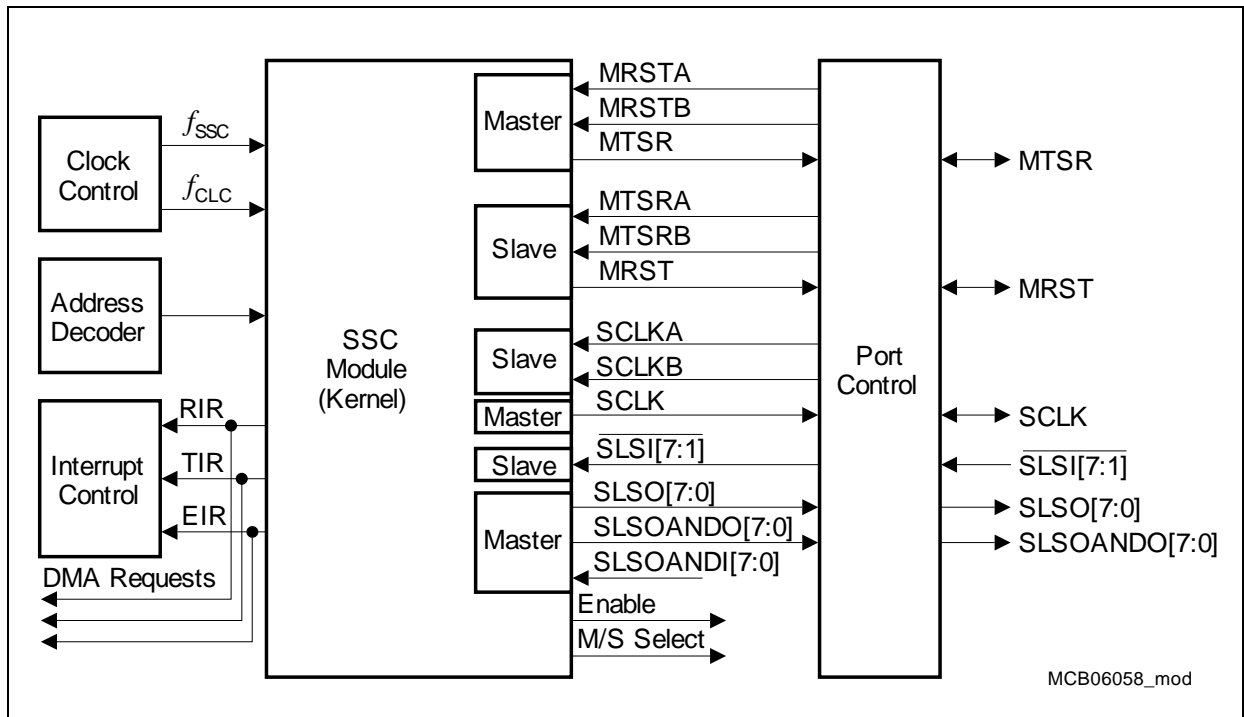 Clock
Control
fSSC
fCLC
Address
Decoder
Interrupt
Control
RIR
TIR
EIR
DMA Requests
SSC
Module
(Kernel)
Master
Slave
Slave
Master
Slave
Master
MRSTA
MRSTB
MTSR
MTSRA
MTSRB
MRST
SCLKA
SCLKB
SCLK
SLSI[7:1]
SLSO[7:0]
SLSOANDO[7:0]
SLSOANDI[7:0]
Enable
M/S Select
Port
Control
MTSR
MRST
SCLK
SLSI[7:1]
SLSO[7:0]
SLSOANDO[7:0]
MCB06058_mod